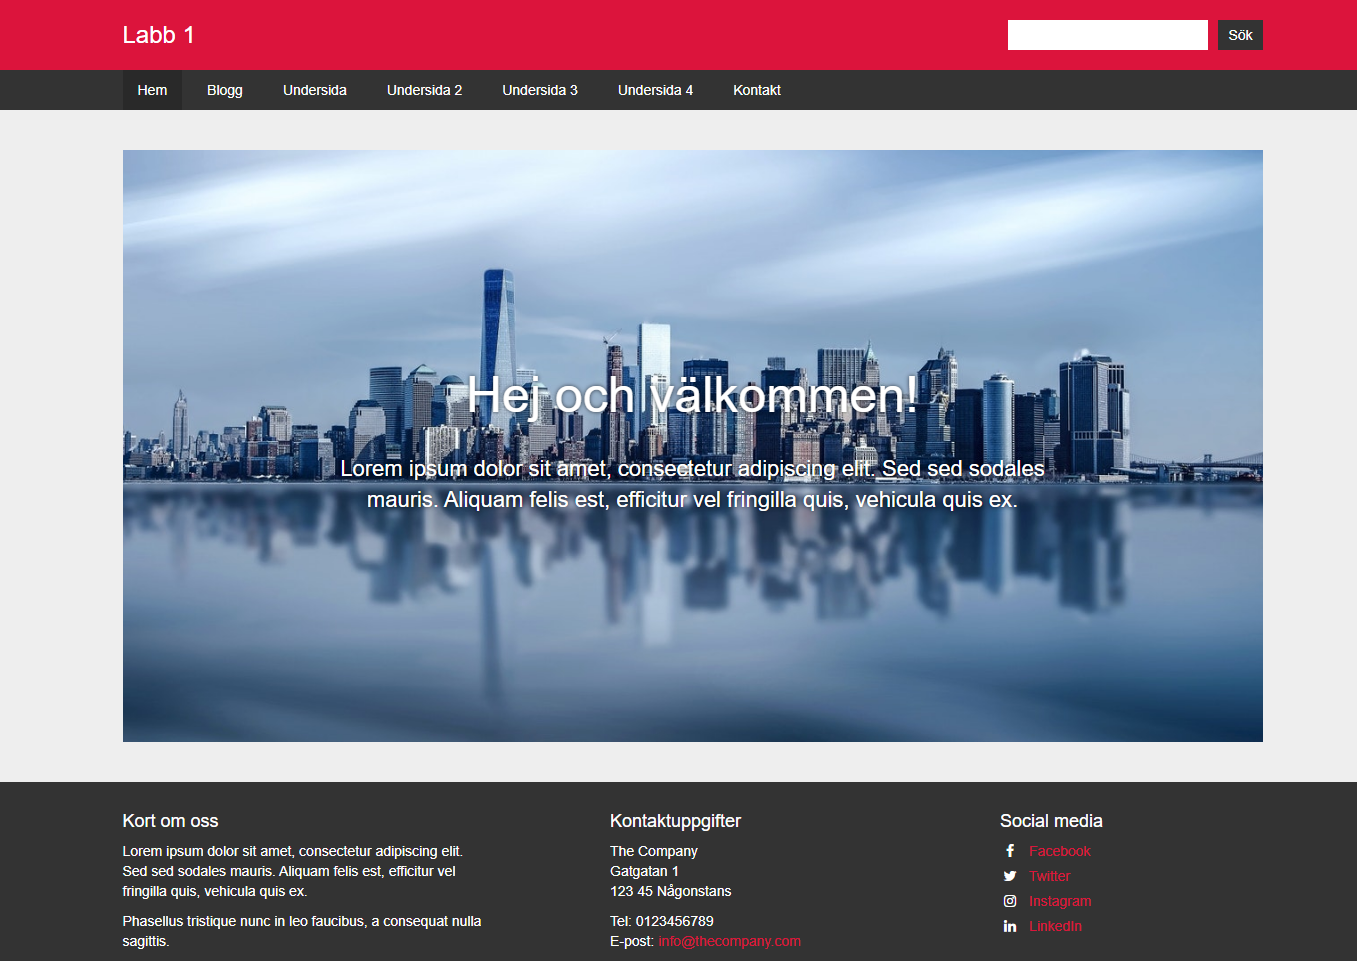 Labb 1
Sök
Hem Blogg Undersida Undersida 2 Undersida 3 Undersida 4 Kontakt
Hej och välkommen!
Lorem ipsum dolor sit amet, consectetur adipiscing elit. Sed sed sodales
mauris. Aliquam felis est, efficitur vel fringilla quis, vehicula quis ex.
Kort om oss
Lorem ipsum dolor sit amet, consectetur adipiscing elit.
Sed sed sodales mauris. Aliquam felis est, efficitur vel
fringilla quis, vehicula quis ex.
Phasellus tristique nunc in leo faucibus, a consequat nulla
sagittis.
Kontaktuppgifter
The Company
Gatgatan 1
123 45 Någonstans
Tel: 0123456789
E-post: info@thecompany.com
Social media
Facebook
Twitter
Instagram
LinkedIn